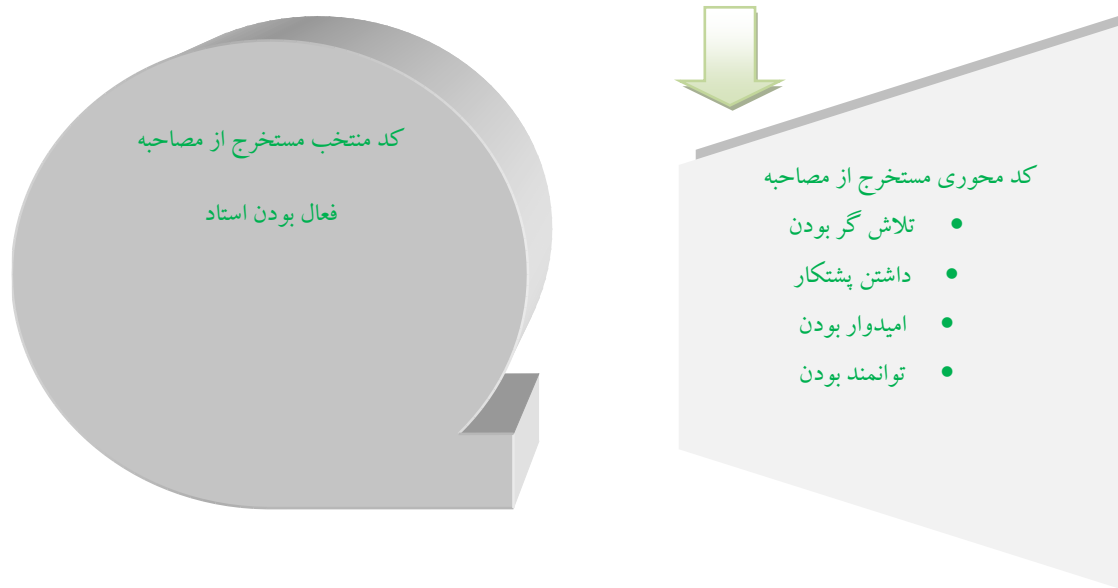 کد محوری مستخرج از مصاحبه
• تلاش گر بودن
• داشتن پشتکار
• امیدوار بودن
• توانمند بودن
کد منتخب مستخرج از مصاحبه
فعال بودن استاد